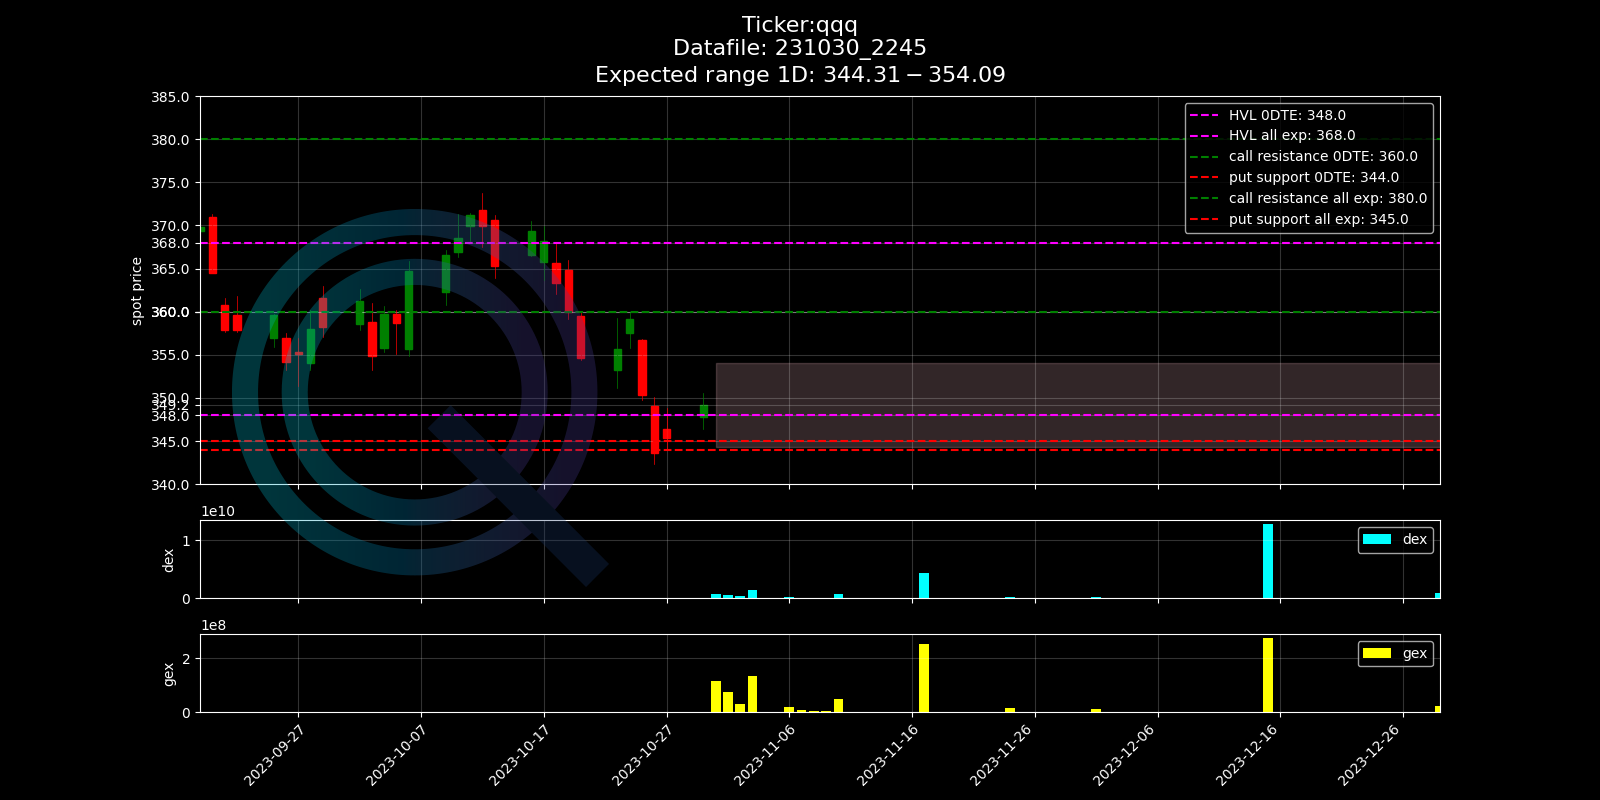 Ticker:qqq
Datafile: 231030_2245
Expected range 1D: 344.31 − 354.09
385.0
380.0
375.0
370.0
368.0
365.0
360.0
355.0
350.0
349.2
348.0
345.0
340.0
spot price
HVL 0DTE: 348.0
HVL all exp: 368.0
call resistance 0DTE: 360.0
put support 0DTE: 344.0
call resistance all exp: 380.0
put support all exp: 345.0
1e10
1
0
dex
dex
1e8
2
0
gex
gex
2023-09-27
2023-10-07
2023-10-17
2023-10-27
2023-11-06
2023-11-16
2023-11-26
2023-12-06
2023-12-16
2023-12-26